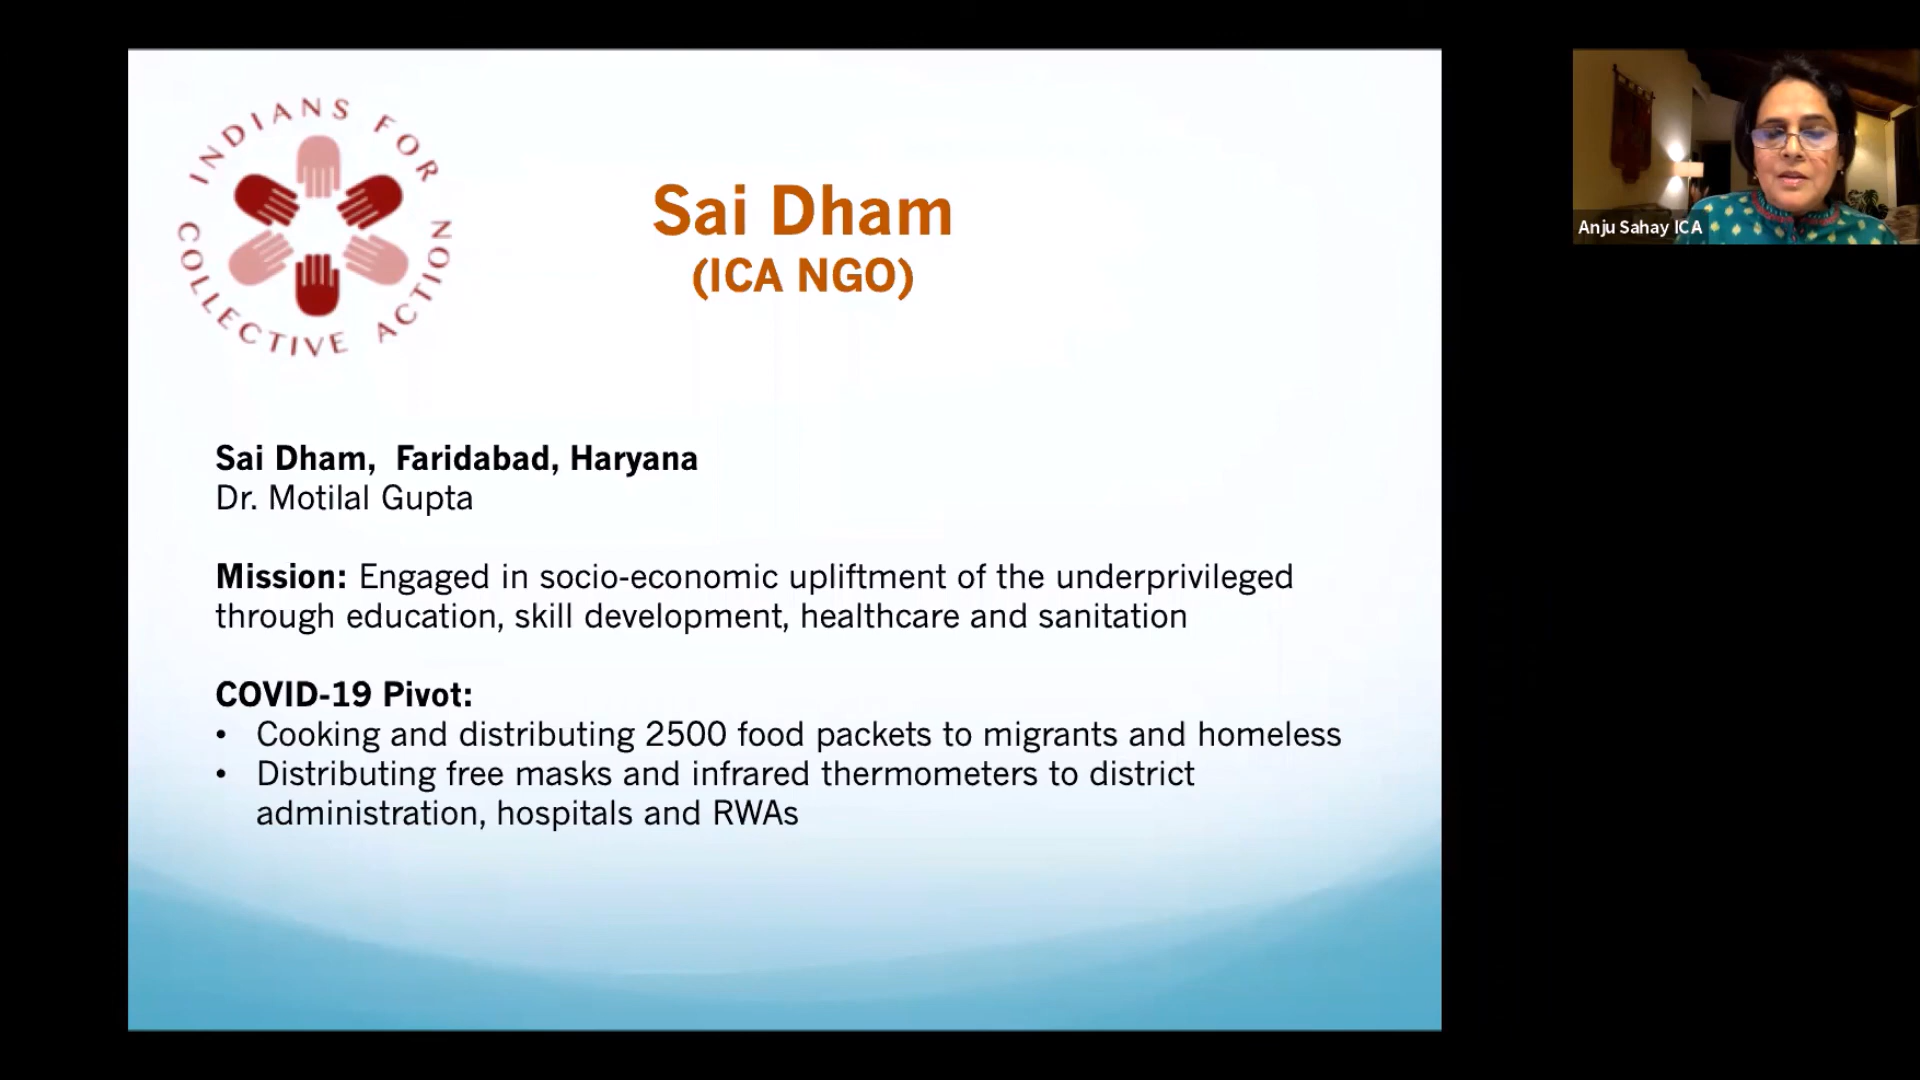 INDIANS FOR
COLLECTIVE ACTION
Sai Dham
(ICA NGO)
Anju Sahay ICA
Sai Dham, Faridabad, Haryana
Dr. Motilal Gupta
Mission: Engaged in socio-economic upliftment of the underprivileged
through education, skill development, healthcare and sanitation
COVID-19 Pivot:
• Cooking and distributing 2500 food packets to migrants and homeless
• Distributing free masks and infrared thermometers to district
administration, hospitals and RWAs